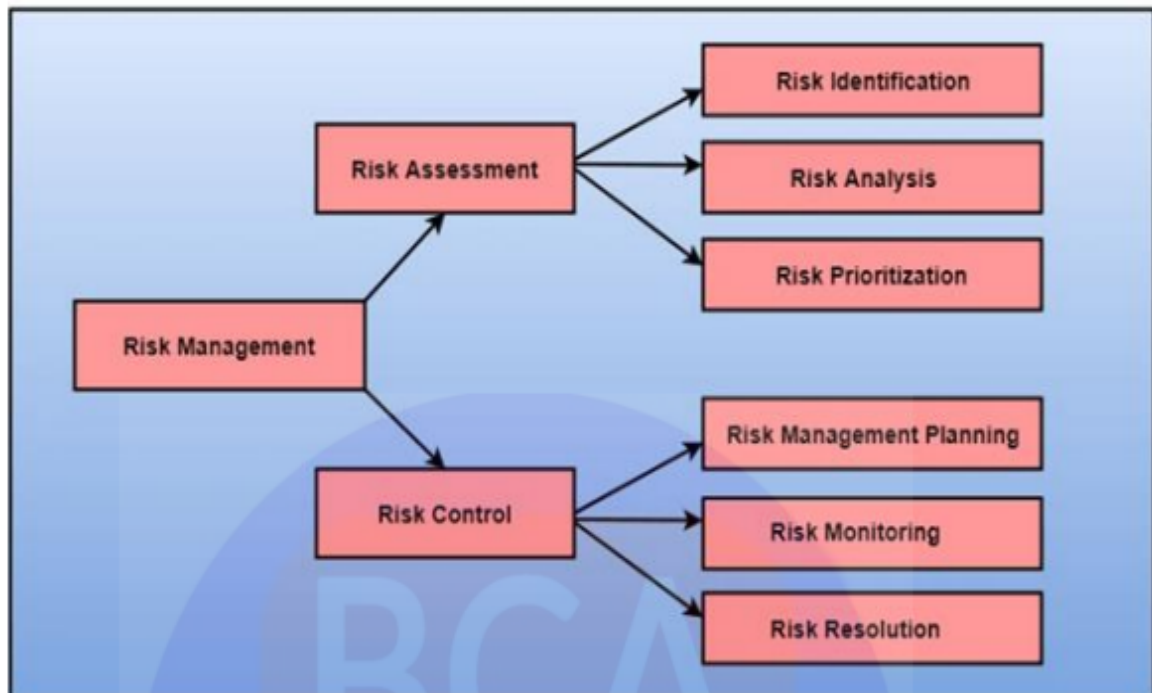 Risk Identification
Risk Assessment
Risk Analysis
Risk Prioritization
Risk Management
Risk Management Planning
Risk Control
Risk Monitoring
Risk Resolution
BCA